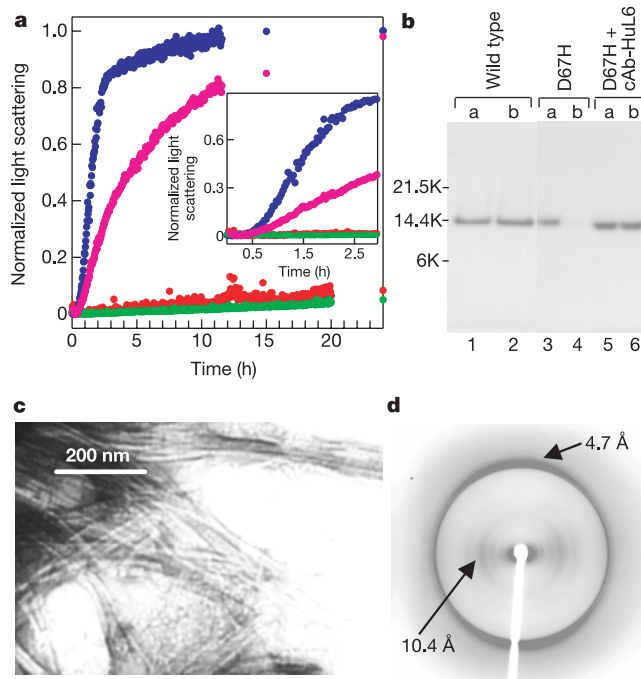 a
Normalized light scattering
1.0
0.8
0.6
0.4
0.2
0
0 5 10 15 20
Time (h)
Normalized light
scattering
0.6
0.3
0
0.5 1.5 2.5
Time (h)
b
Wild type
D67H
D67H +
cAb-HuL6
a b a b a b
21.5K
14.4K
6K
1 2 3 4 5 6
c
200 nm
d
4.7 Å
10.4 Å